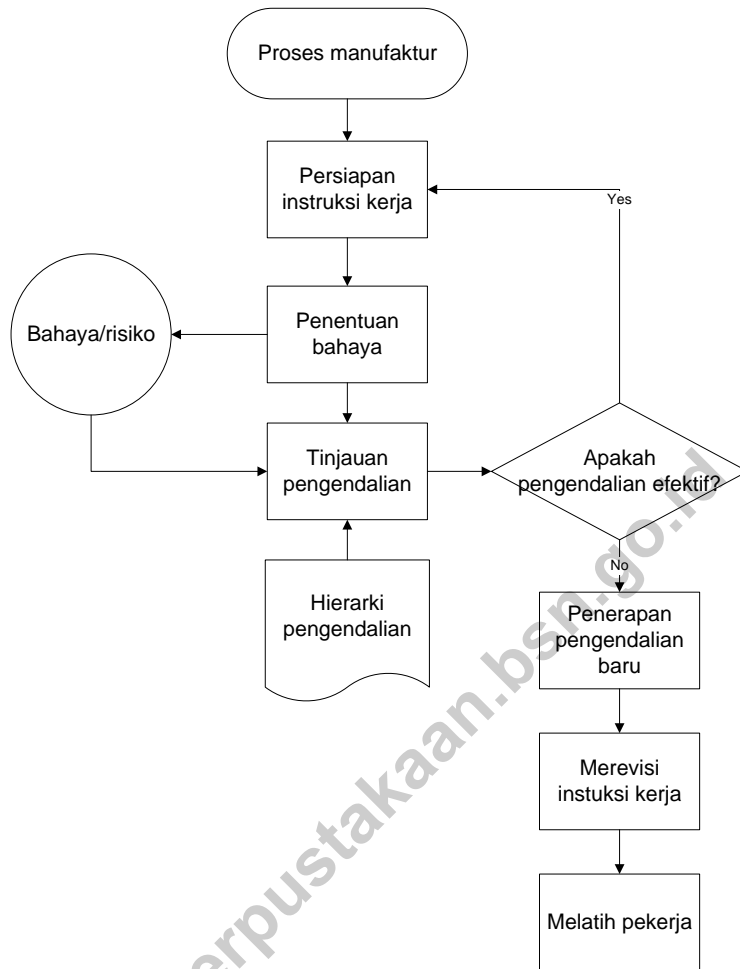 Proses manufaktur
Persiapan
instruksi kerja
Yes
Bahaya/risiko
Penentuan
bahaya
Tinjauan
pengendalian
Apakah
pengendalian efektif?
No
Hierarki
pengendalian
Penerapan
pengendalian
baru
Merevisi
instuksi kerja
Melatih pekerja
erpustakaan.bsn.go.id